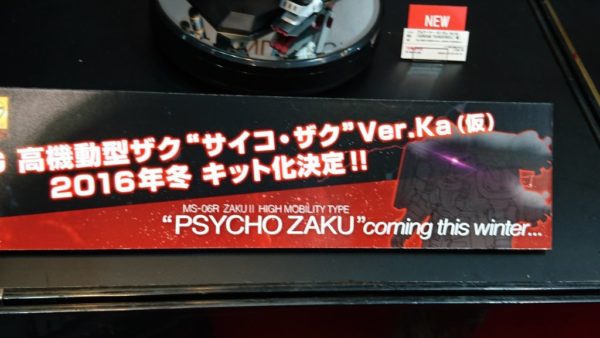 NEW
G 高機動型ザク“サイコ・ザク”Ver.Ka(仮)
2016年冬 キット化決定!!
MS-06R ZAKU II HIGH MOBILITY TYPE
“PSYCHO ZAKU” coming this winter...